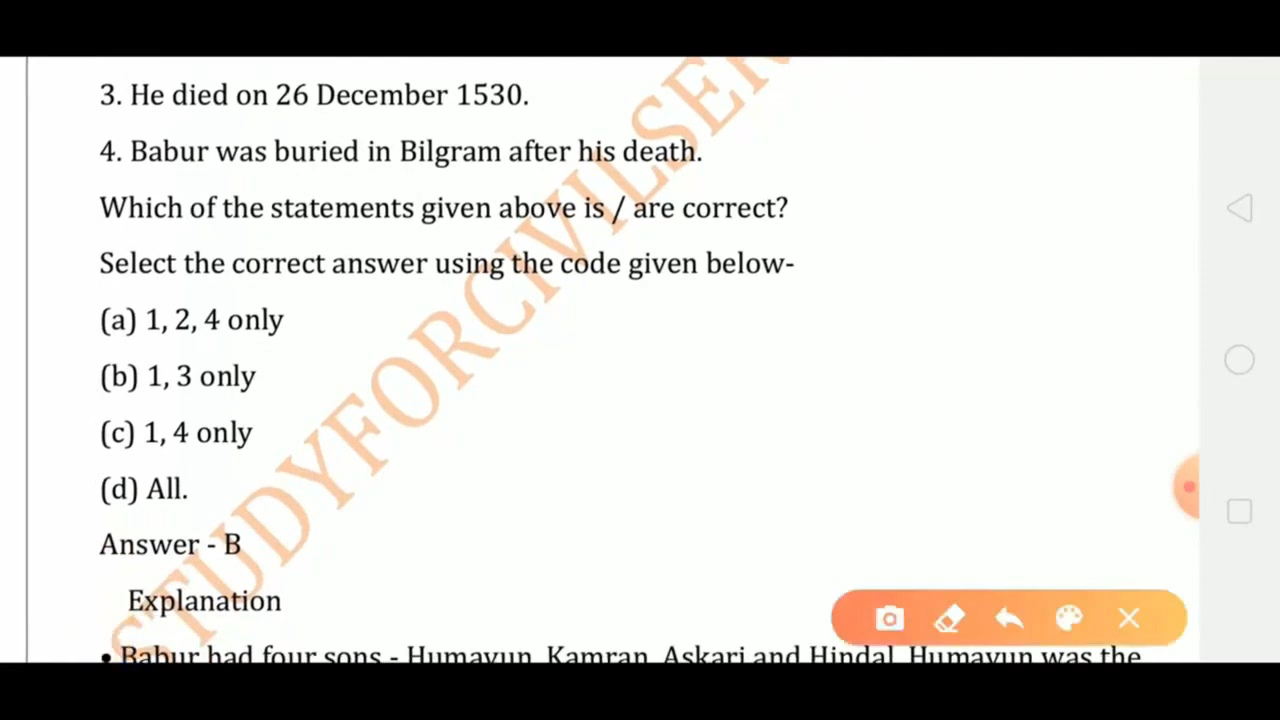 3. He died on 26 December 1530.
4. Babur was buried in Bilgram after his death.
Which of the statements given above is / are correct?
Select the correct answer using the code given below-
(a) 1, 2, 4 only
(b) 1, 3 only
(c) 1, 4 only
(d) All.
Answer - B
Explanation
• Babur had four sons - Humayun, Kamran, Askari and Hindal. Humayun was the
STUDYFORCIVILSER